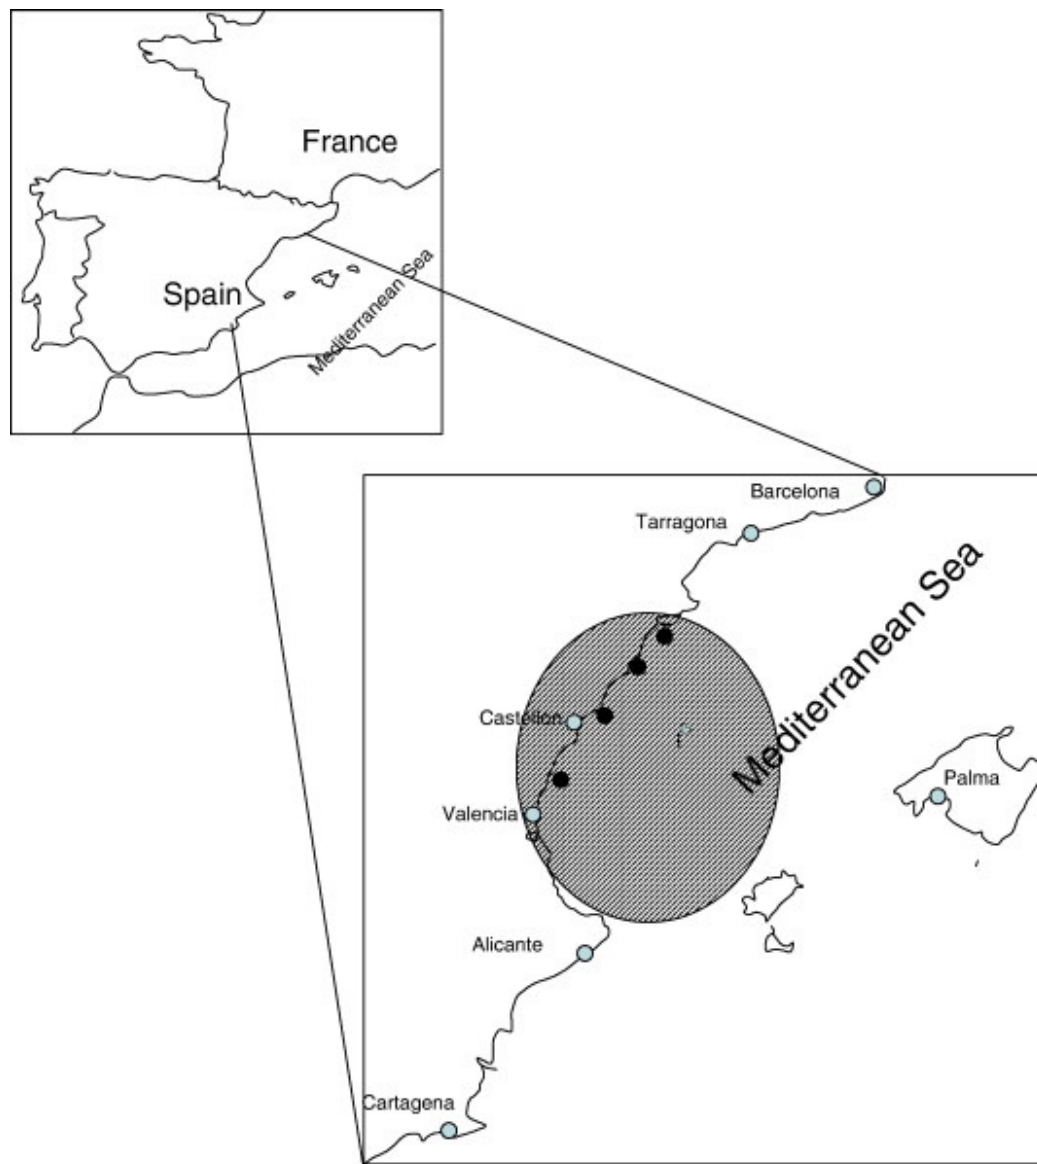 France
Spain
Mediterranean Sea
Barcelona
Tarragona
Mediterranean Sea
Castellon
Palma
Valencia
Alicante
Cartagena